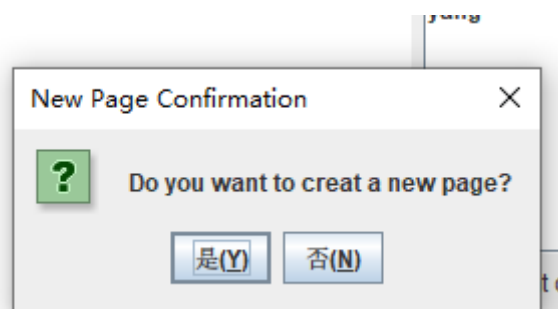 New Page Confirmation
Do you want to creat a new page?
是(Y) 否(N)